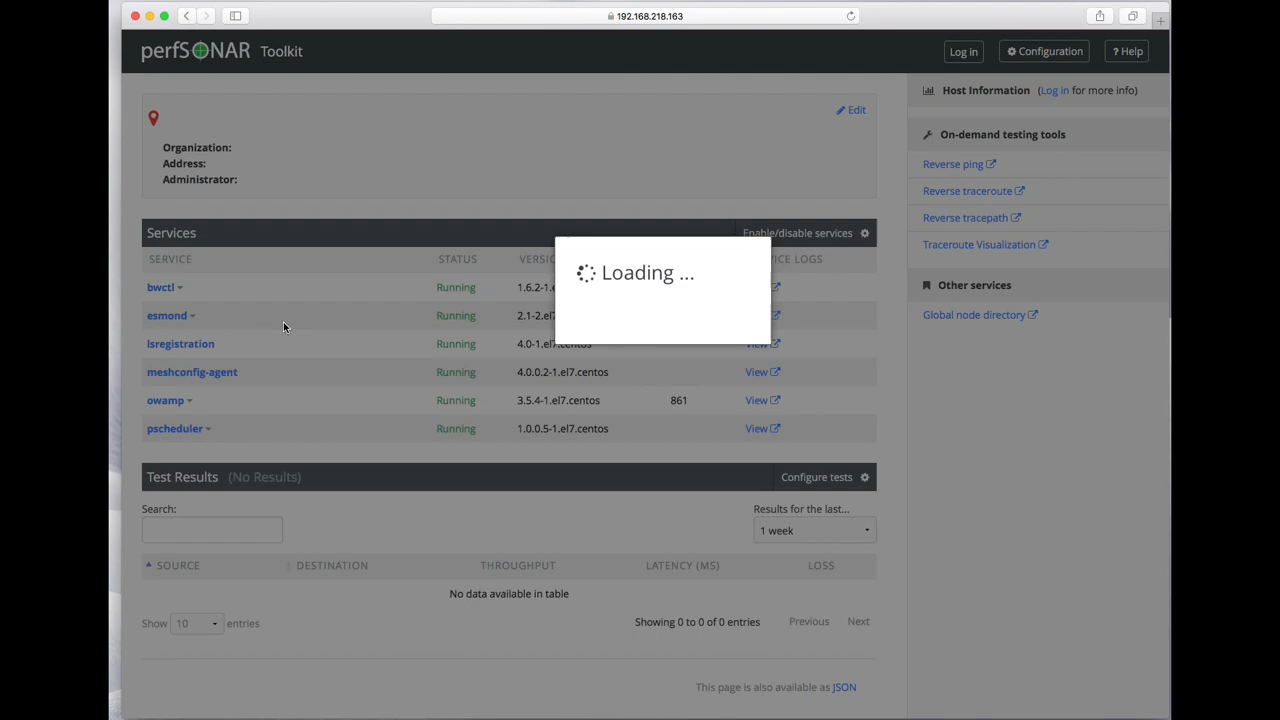 192.168.218.163
perfSONAR Toolkit
Log in
Configuration
? Help
Edit
Organization:
Address:
Administrator:
Host Information (Log in for more info)
On-demand testing tools
Reverse ping
Reverse traceroute
Reverse tracepath
Traceroute Visualization
Other services
Global node directory
Services
Enable/disable services
SERVICE STATUS
bwctl Running 1.6.2-1.
esmond Running 2.1-2.el7
lsregistration Running 4.0-1.el7.centos View
meshconfig-agent Running 4.0.0.2-1.el7.centos View
owamp Running 3.5.4-1.el7.centos 861 View
pscheduler Running 1.0.0.5-1.el7.centos View
Loading ...
Test Results (No Results)
Configure tests
Search:
Results for the last...
1 week
SOURCE DESTINATION THROUGHPUT LATENCY (MS) LOSS
No data available in table
Show 10 entries
Showing 0 to 0 of 0 entries
Previous Next
This page is also available as JSON